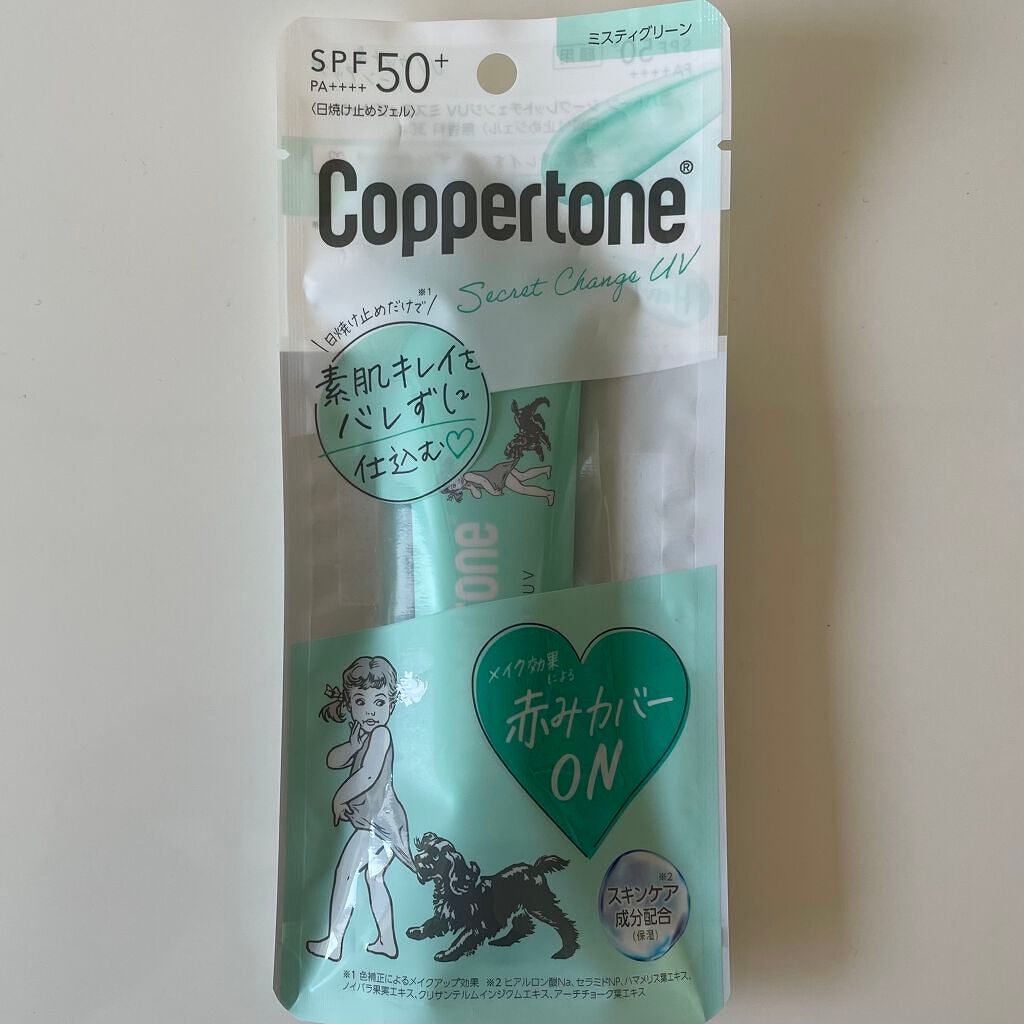 ミスティグリーン
SPF 50+
PA++++
〈日焼け止めジェル〉
Coppertone®
Secret Change UV
\日焼け止めだけで※1/
素肌キレイを
バレずに
仕込む♡
tone
UV
メイク効果
による
赤みカバー
ON
※2
スキンケア
成分配合
(保湿)
※1 色補正によるメイクアップ効果 ※2 ヒアルロン酸Na、セラミドNP、ハマメリス葉エキス、
ノイバラ果実エキス、クリサンテルムインジクムエキス、アーチチョーク葉エキス